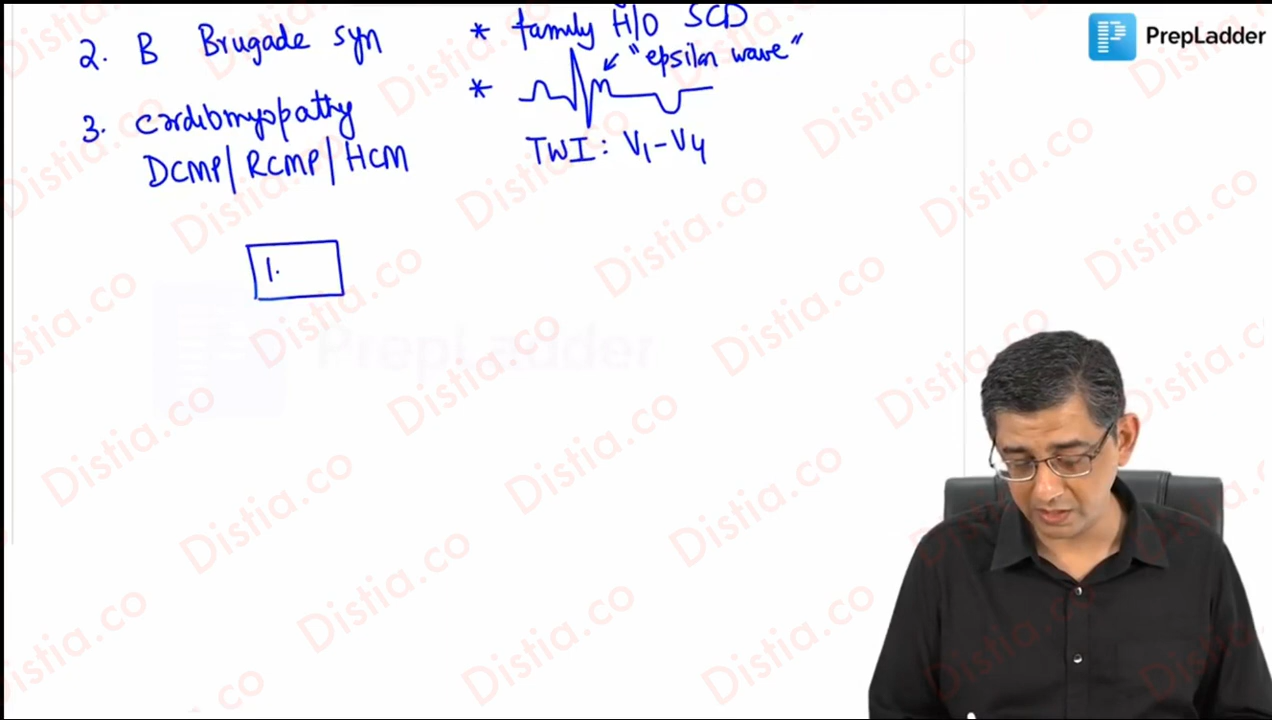 2. B Brugade syn
3. cardiomyopathy
DCMP/ RCMP/ HCM
* family H/O SCD
"epsilon wave"
*
TWI: V1-V4
1.
PrepLadder
PrepLadder
Distia.co